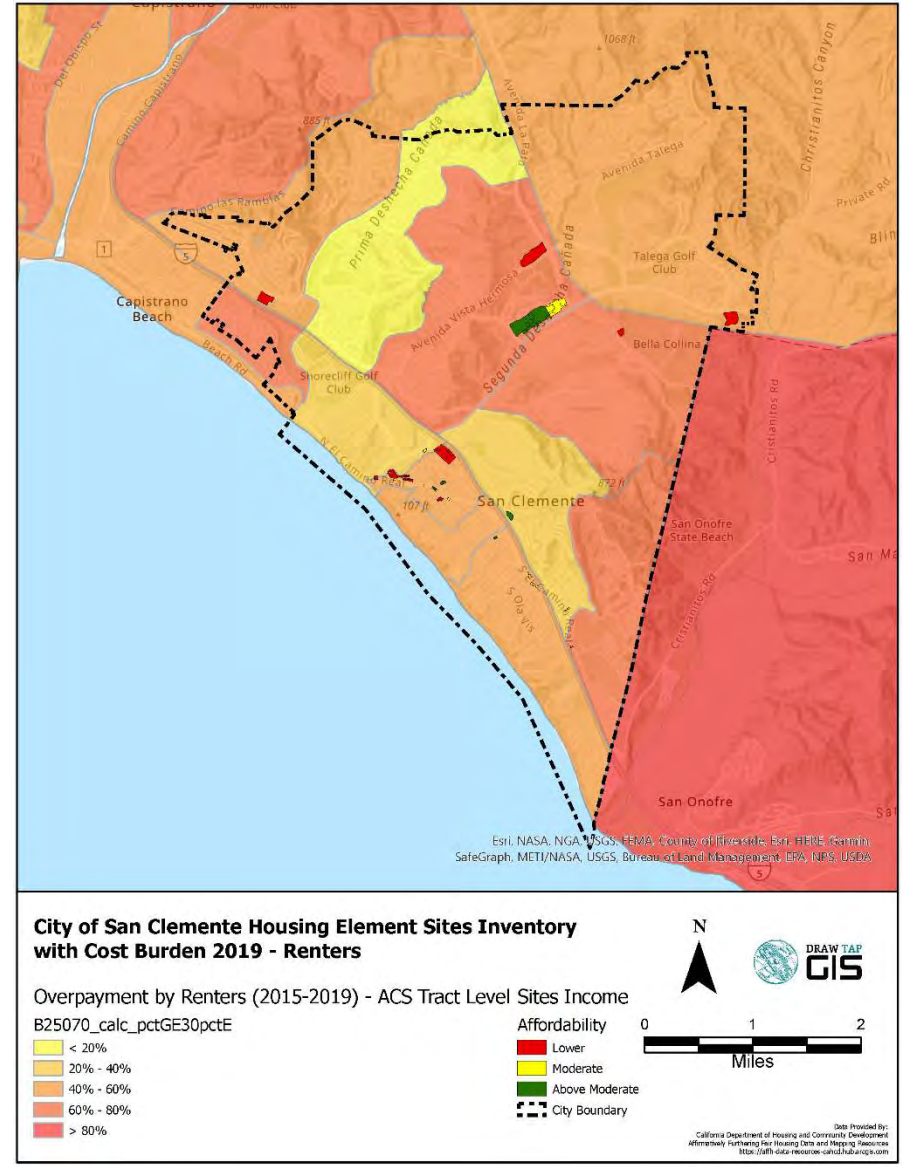 Capistrano
Golf Club
Del Obispo St
Camino Capistrano
1068 ft
Christianitos Canyon
885 ft
Avenida La Pata
Avenida Talega
Private Rd
Camino las Ramblas
Prima Deshecha Cañada
1
5
Talega Golf
Club
Capistrano
Beach
Avenida Vista Hermosa
Segunda Deshecha Cañada
Bella Collina
Beach Rd
Shorecliff Golf
Club
Cristianitos Rd
N El Camino Real
872 ft
San Clemente
107 ft
San Onofre
State Beach
S El Camino Real
S Ola Vis
Cristianitos Rd
San Onofre
Esri, NASA, NGA, USGS, FEMA, County of Riverside, Esri, HERE, Garmin,
SafeGraph, METI/NASA, USGS, Bureau of Land Management, EPA, NPS, USDA
5
City of San Clemente Housing Element Sites Inventory
with Cost Burden 2019 - Renters
N
DRAW TAP
GIS
Overpayment by Renters (2015-2019) - ACS Tract Level Sites Income
B25070_calc_pctGE30pctE
Affordability
0 1 2
< 20%
Lower
Miles
20% - 40%
Moderate
40% - 60%
Above Moderate
60% - 80%
City Boundary
> 80%
Data Provided By:
California Department of Housing and Community Development
Affirmatively Furthering Fair Housing Data and Mapping Resources
https://affh-data-resources-cahcd.hub.arcgis.com